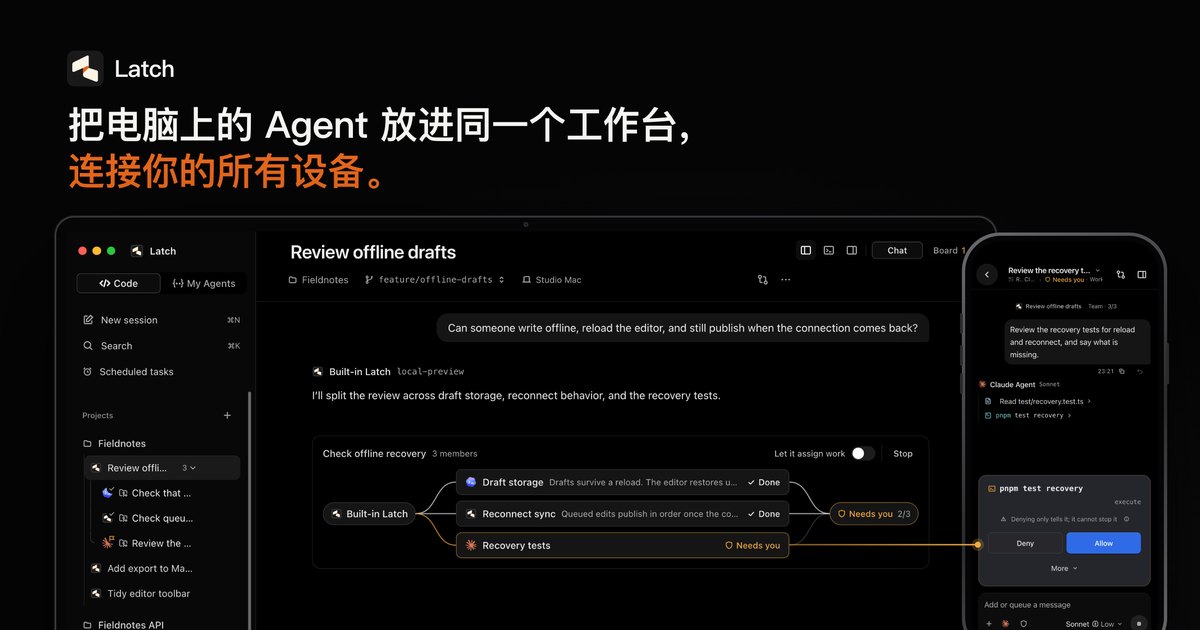 Latch
把电脑上的 Agent 放进同一个工作台，
连接你的所有设备。
Latch
Code
My Agents
New session ⌘N
Search ⌘K
Scheduled tasks
Projects +
Fieldnotes
Review offli... 3
Check that ...
Check queu...
Review the ...
Add export to Ma...
Tidy editor toolbar
Fieldnotes API
Review offline drafts
Chat
Board 1
Fieldnotes
feature/offline-drafts
Studio Mac
Can someone write offline, reload the editor, and still publish when the connection comes back?
Built-in Latch local-preview
I'll split the review across draft storage, reconnect behavior, and the recovery tests.
Check offline recovery 3 members
Let it assign work
Stop
Built-in Latch
Draft storage Drafts survive a reload. The editor restores u... Done
Reconnect sync Queued edits publish in order once the co... Done
Recovery tests Needs you
Needs you 2/3
Review the recovery t...
R. Cl... · Needs you · Work
Review offline drafts Team · 3/3
Review the recovery tests for reload
and reconnect, and say what is
missing.
23:21
Claude Agent Sonnet
Read test/recovery.test.ts
pnpm test recovery
pnpm test recovery
execute
Denying only tells it; it cannot stop it
Deny
Allow
More
Add or queue a message
Sonnet Low